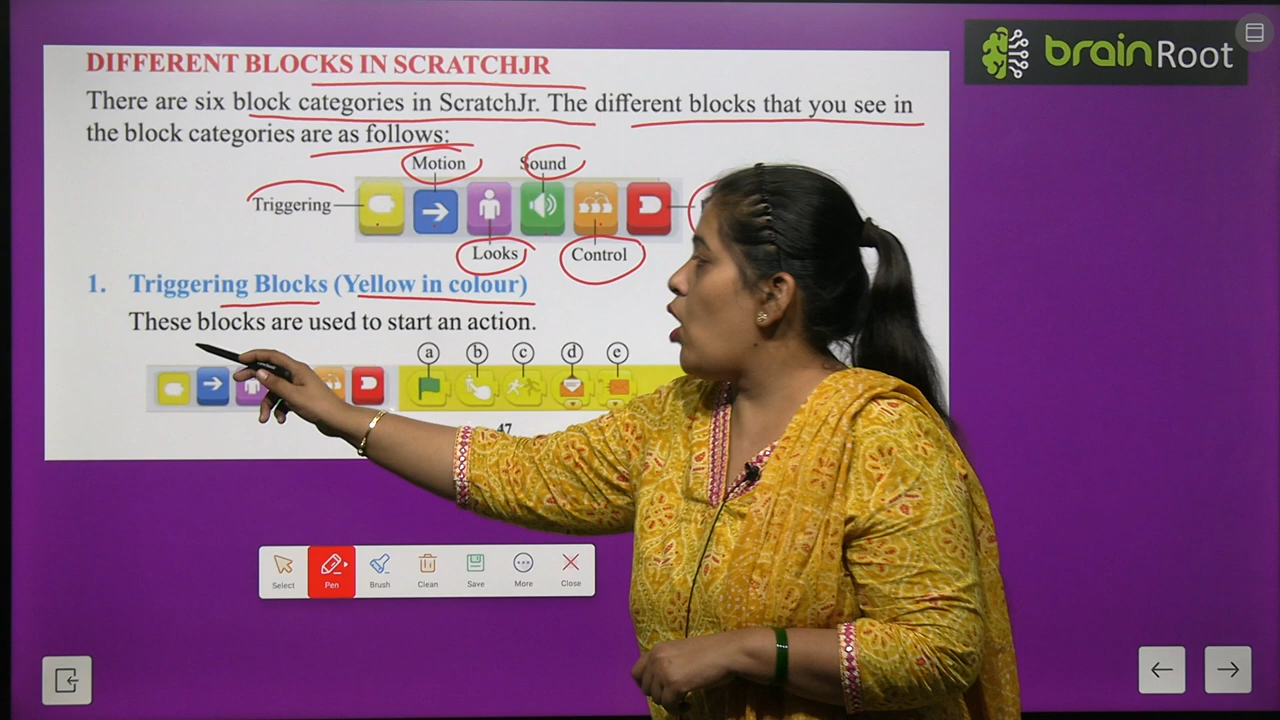 brainRoot
DIFFERENT BLOCKS IN SCRATCHJR
There are six block categories in ScratchJr. The different blocks that you see in
the block categories are as follows:
Motion Sound
Triggering
Looks Control
1. Triggering Blocks (Yellow in colour)
These blocks are used to start an action.
a b c d e
47
Select Pen Brush Clean Save More Close